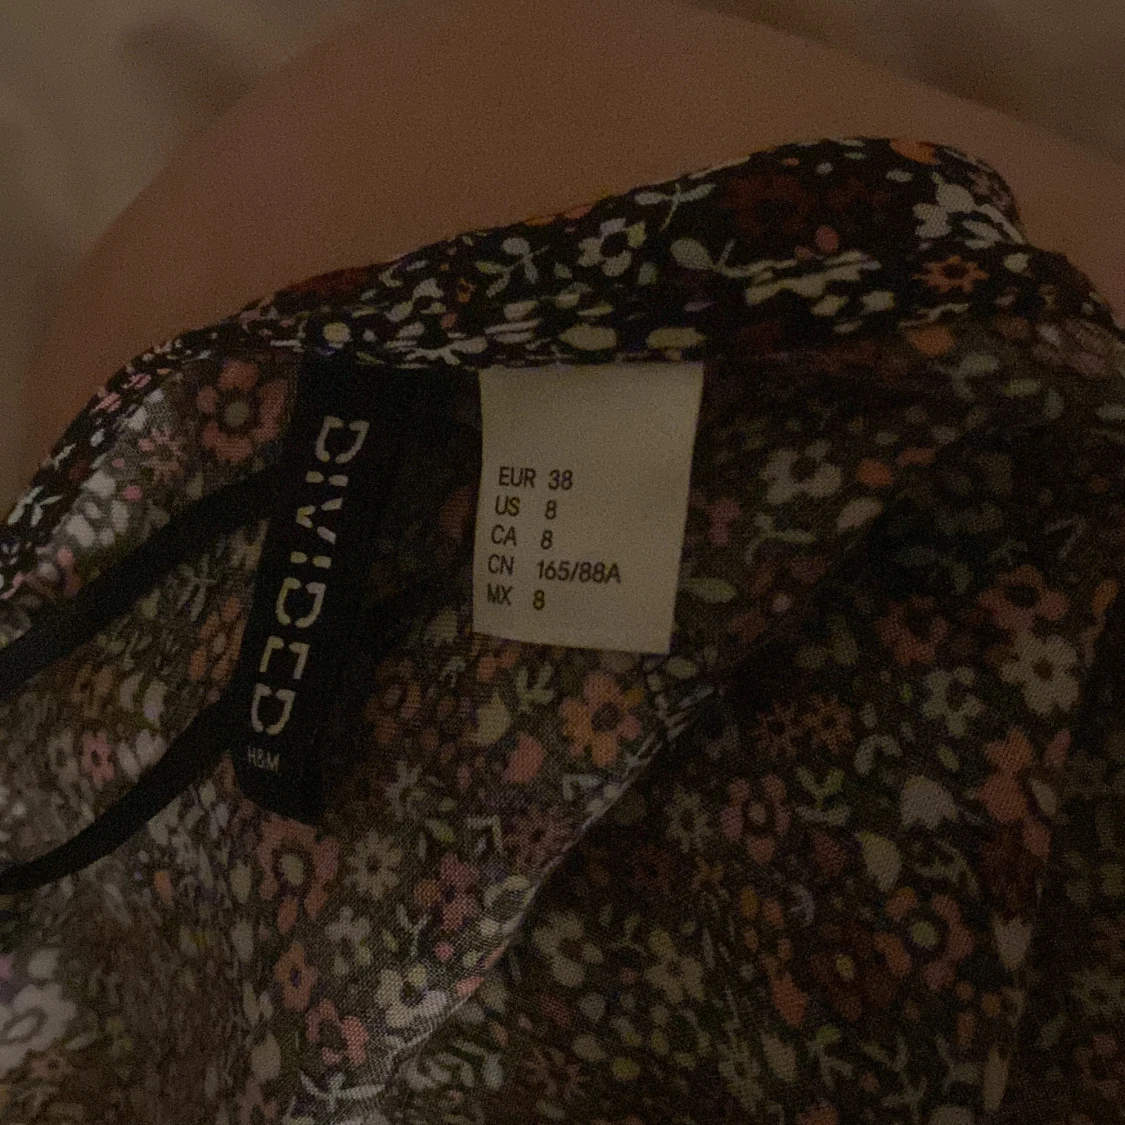 DIVIDED
H&M
EUR 38
US 8
CA 8
CN 165/88A
MX 8